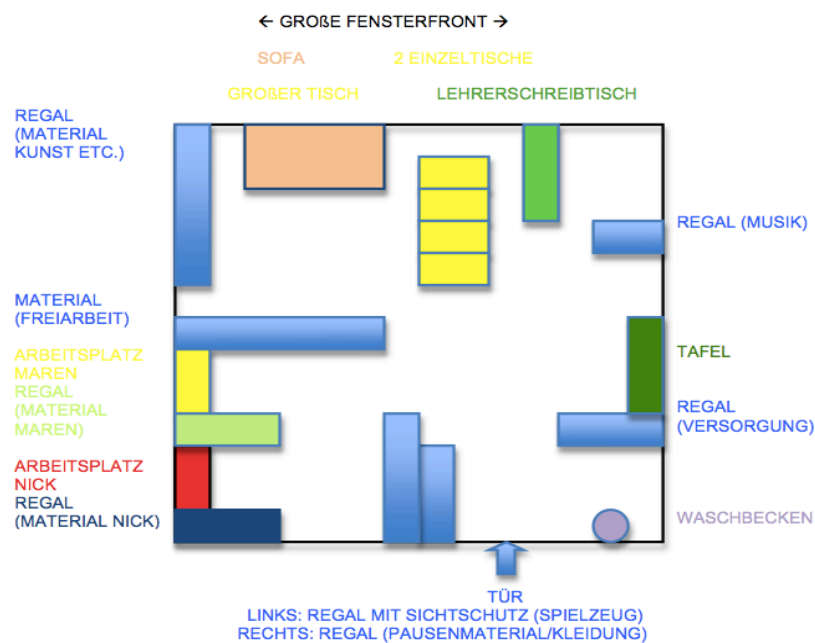 ← GROßE FENSTERFRONT →
SOFA
2 EINZELTISCHE
GROßER TISCH
LEHRERSCHREIBTISCH
REGAL
(MATERIAL
KUNST ETC.)
REGAL (MUSIK)
MATERIAL
(FREIARBEIT)
ARBEITSPLATZ
MAREN
REGAL
(MATERIAL
MAREN)
TAFEL
REGAL
(VERSORGUNG)
ARBEITSPLATZ
NICK
REGAL
(MATERIAL NICK)
WASCHBECKEN
TÜR
LINKS: REGAL MIT SICHTSCHUTZ (SPIELZEUG)
RECHTS: REGAL (PAUSENMATERIAL/KLEIDUNG)